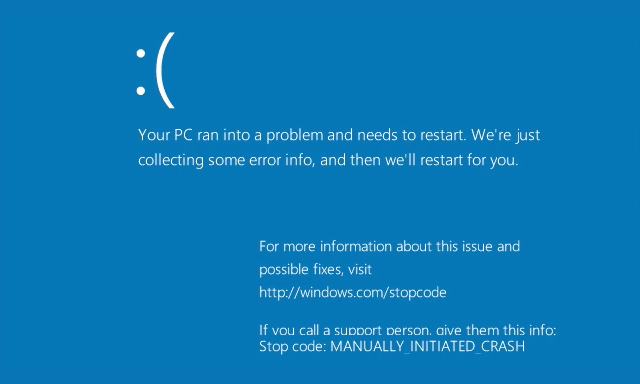 :(
Your PC ran into a problem and needs to restart. We're just
collecting some error info, and then we'll restart for you.
For more information about this issue and
possible fixes, visit
http://windows.com/stopcode
If you call a support person, give them this info:
Stop code: MANUALLY_INITIATED_CRASH